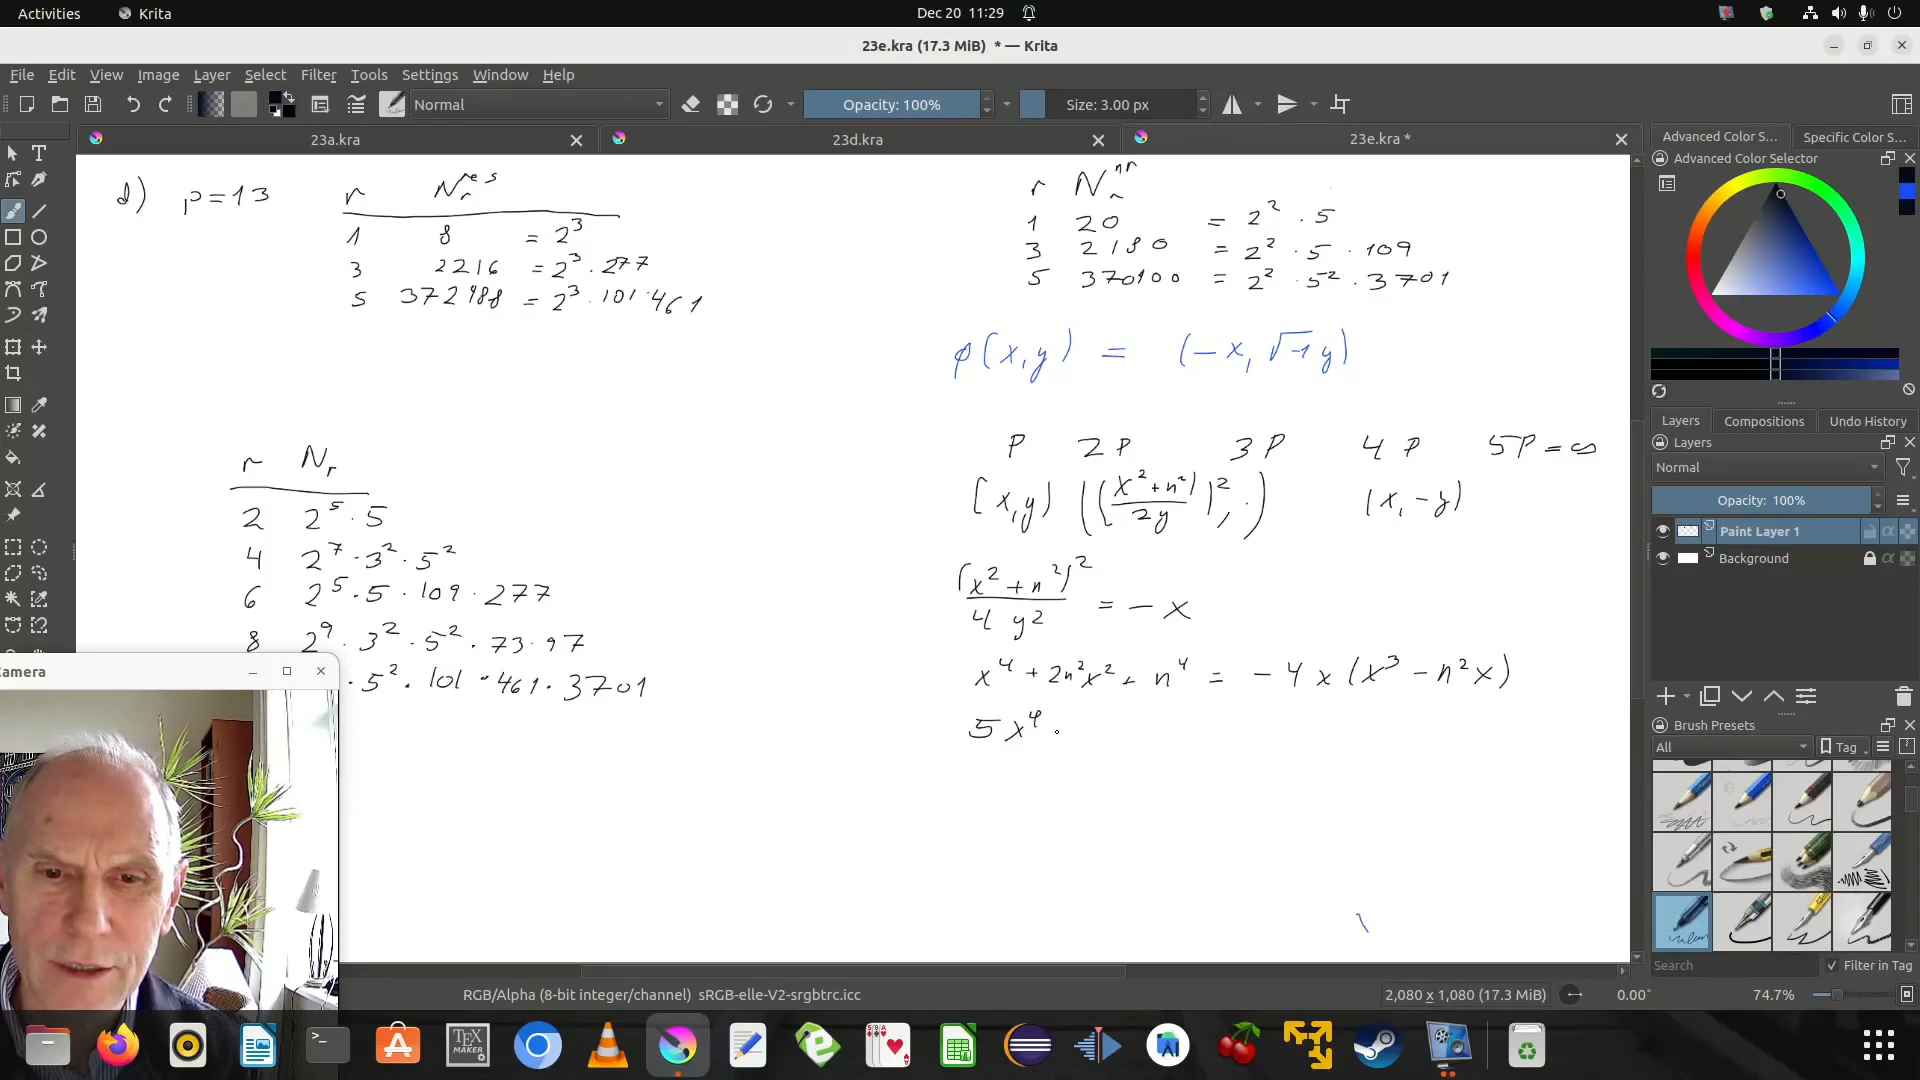 Activities Krita Dec 20 11:29
23e.kra (17.3 MiB) * — Krita
File Edit View Image Layer Select Filter Tools Settings Window Help
Normal Opacity: 100% Size: 3.00 px
23a.kra 23d.kra 23e.kra *
d) p = 13
r N_r^{res}
1 8 = 2^3
3 2216 = 2^3 · 277
5 372488 = 2^3 · 101 · 461
r N_r^{nr}
1 20 = 2^2 · 5
3 2180 = 2^2 · 5 · 109
5 370100 = 2^2 · 5^2 · 3701
φ(x,y) = (-x, √-1 y)
r N_r
2 2^5 · 5
4 2^7 · 3^2 · 5^2
6 2^5 · 5 · 109 · 277
8 2^9 · 3^2 · 5^2 · 73 · 97
· 5^2 · 101 · 461 · 3701
P 2P 3P 4P 5P = ∞
(x,y) (((x^2+n^2)/2y)^2, ·) (x, -y)
(x^2+n^2)^2 / 4y^2 = -x
x^4 + 2n^2x^2 + n^4 = -4x(x^3 - n^2x)
5x^4
Camera
Advanced Color S... Specific Color S...
Advanced Color Selector
Layers Compositions Undo History
Layers
Normal
Opacity: 100%
Paint Layer 1
Background
Brush Presets
All Tag
Search Filter in Tag
RGB/Alpha (8-bit integer/channel) sRGB-elle-V2-srgbtrc.icc 2,080 x 1,080 (17.3 MiB) 0.00° 74.7%
TEX MAKER